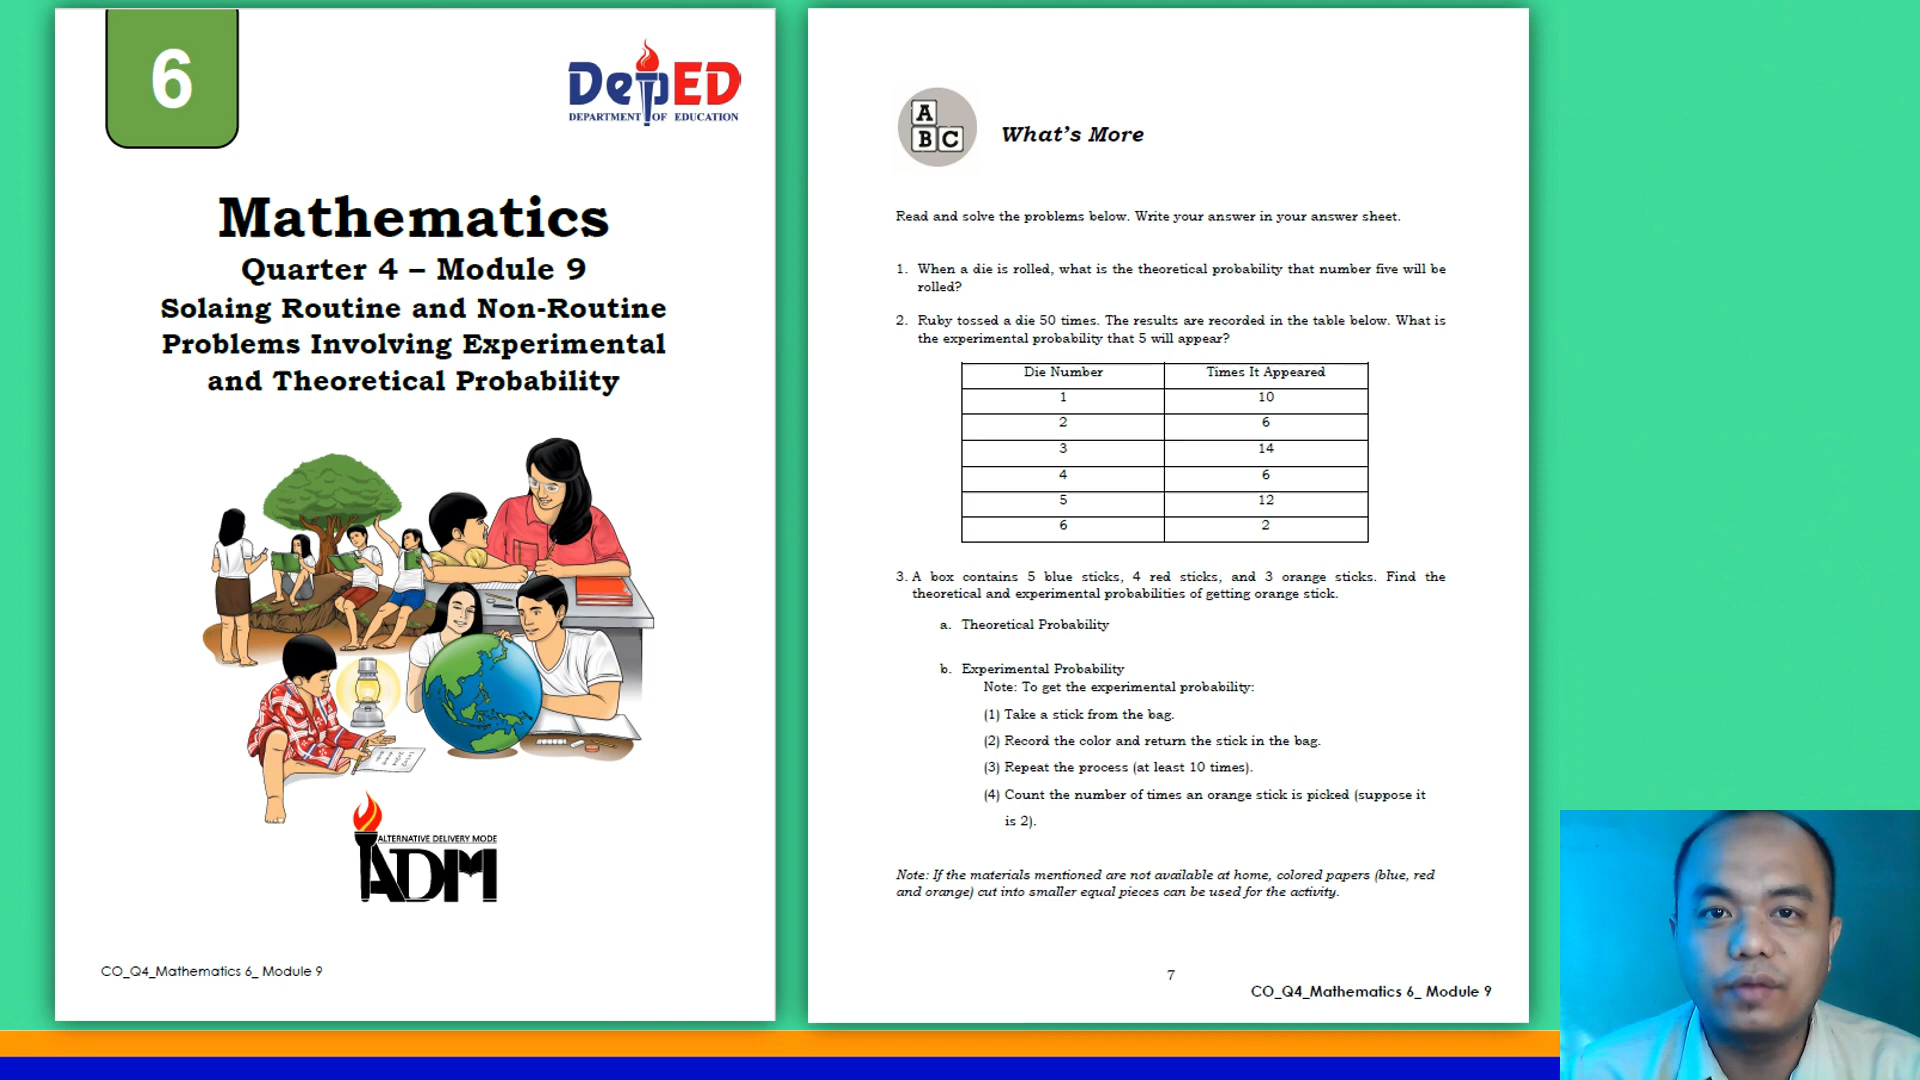 6
DepED
DEPARTMENT OF EDUCATION
Mathematics
Quarter 4 – Module 9
Solaing Routine and Non-Routine
Problems Involving Experimental
and Theoretical Probability
ALTERNATIVE DELIVERY MODE
ADM
CO_Q4_Mathematics 6_ Module 9
A
B C
What's More
Read and solve the problems below. Write your answer in your answer sheet.
1. When a die is rolled, what is the theoretical probability that number five will be
rolled?
2. Ruby tossed a die 50 times. The results are recorded in the table below. What is
the experimental probability that 5 will appear?
Die Number Times It Appeared
1 10
2 6
3 14
4 6
5 12
6 2
3. A box contains 5 blue sticks, 4 red sticks, and 3 orange sticks. Find the
theoretical and experimental probabilities of getting orange stick.
a. Theoretical Probability
b. Experimental Probability
Note: To get the experimental probability:
(1) Take a stick from the bag.
(2) Record the color and return the stick in the bag.
(3) Repeat the process (at least 10 times).
(4) Count the number of times an orange stick is picked (suppose it
is 2).
Note: If the materials mentioned are not available at home, colored papers (blue, red
and orange) cut into smaller equal pieces can be used for the activity.
7
CO_Q4_Mathematics 6_ Module 9